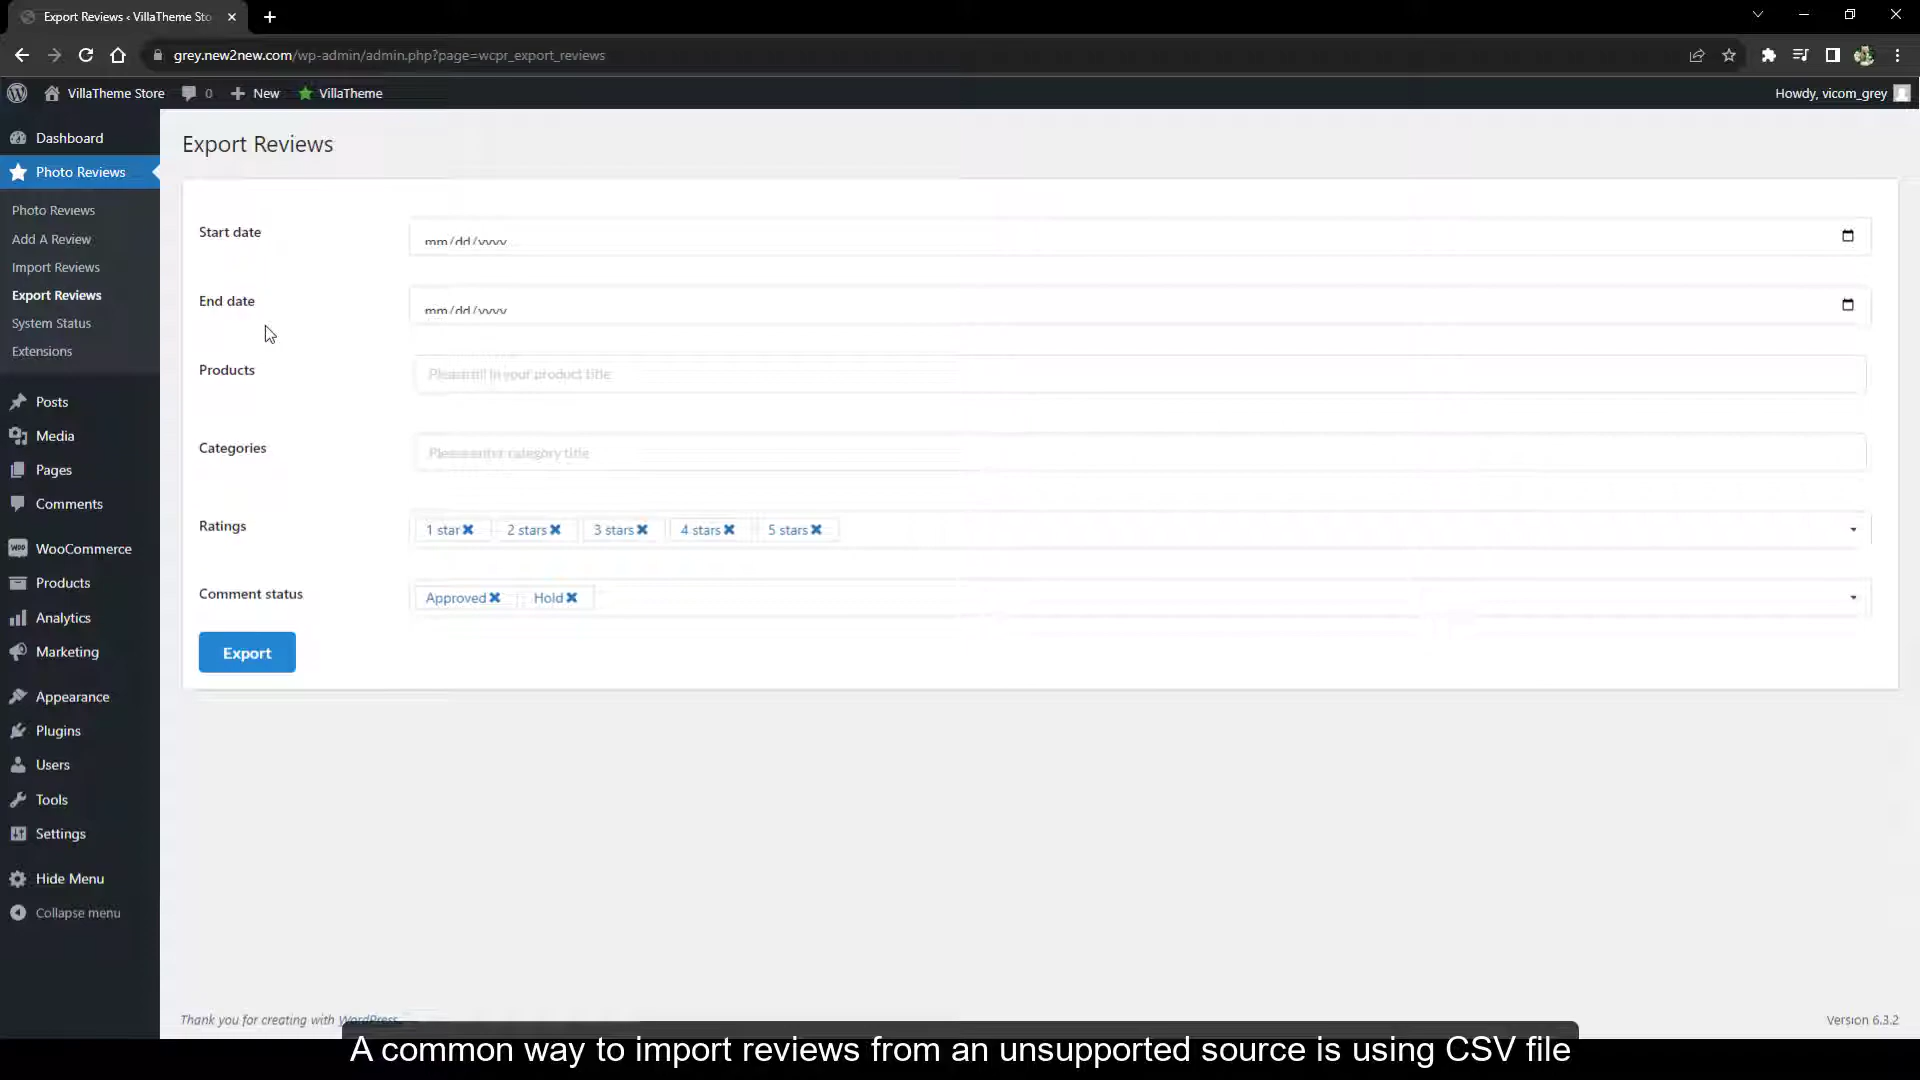 Export Reviews ‹ VillaTheme Sto
grey.new2new.com/wp-admin/admin.php?page=wcpr_export_reviews
VillaTheme Store 0 New VillaTheme Howdy, vicom_grey
Dashboard
Photo Reviews
Photo Reviews
Add A Review
Import Reviews
Export Reviews
System Status
Extensions
Posts
Media
Pages
Comments
WooCommerce
Products
Analytics
Marketing
Appearance
Plugins
Users
Tools
Settings
Hide Menu
Collapse menu
Export Reviews
Start date mm/dd/yyyy
End date mm/dd/yyyy
Products in your product title
Categories category title
Ratings 1 star 2 stars 3 stars 4 stars 5 stars
Comment status Approved Hold
Export
Thank you for creating with WordPress. Version 6.3.2
A common way to import reviews from an unsupported source is using CSV file